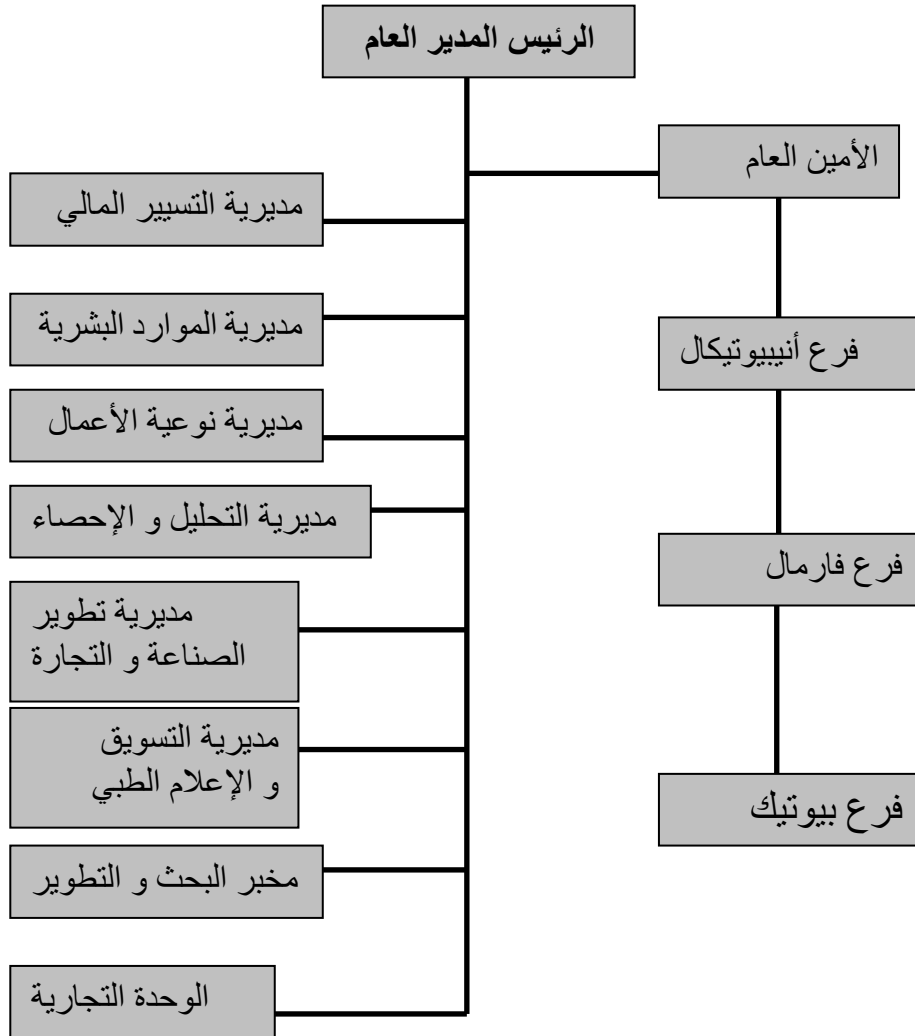 الرئيس المدير العام
الأمين العام
مديرية التسيير المالي
مديرية الموارد البشرية
فرع أنيبيوتيكال
مديرية نوعية الأعمال
مديرية التحليل و الإحصاء
فرع فارمال
مديرية تطوير
الصناعة و التجارة
مديرية التسويق
و الإعلام الطبي
فرع بيوتيك
مخبر البحث و التطوير
الوحدة التجارية